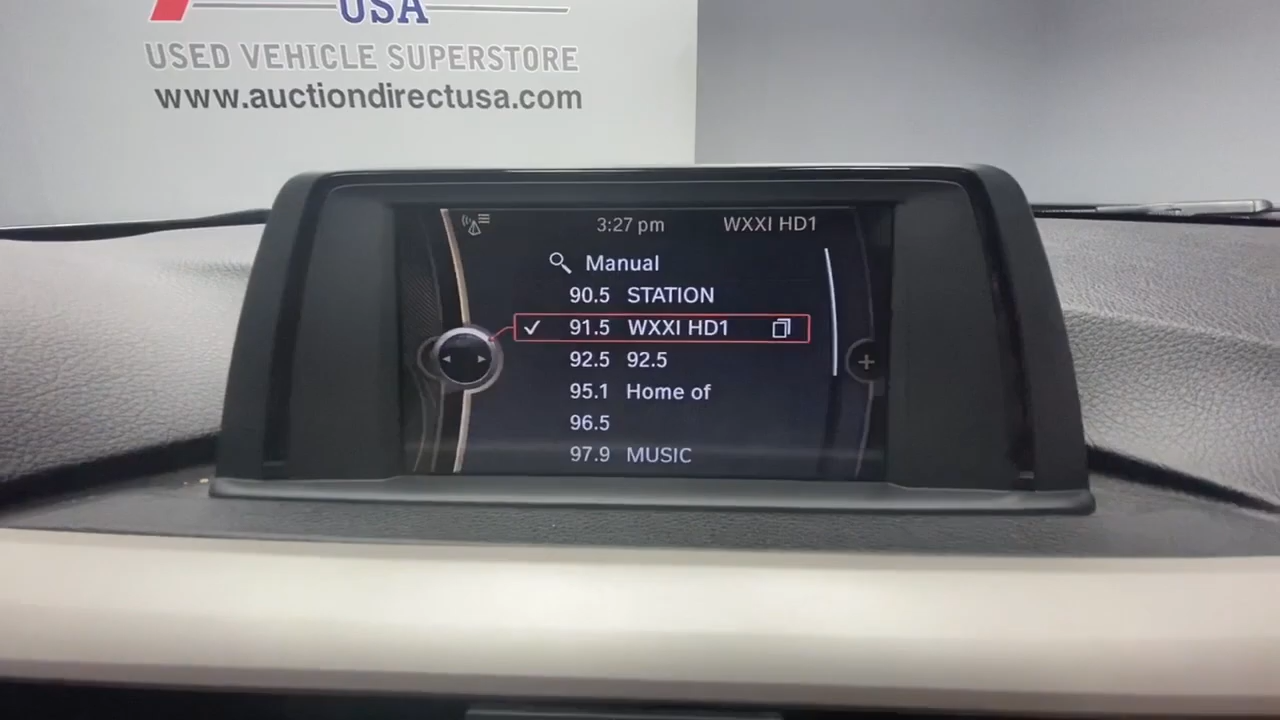 USA
USED VEHICLE SUPERSTORE
www.auctiondirectusa.com
3:27 pm WXXI HD1
Manual
90.5 STATION
91.5 WXXI HD1
92.5 92.5
95.1 Home of
96.5
97.9 MUSIC